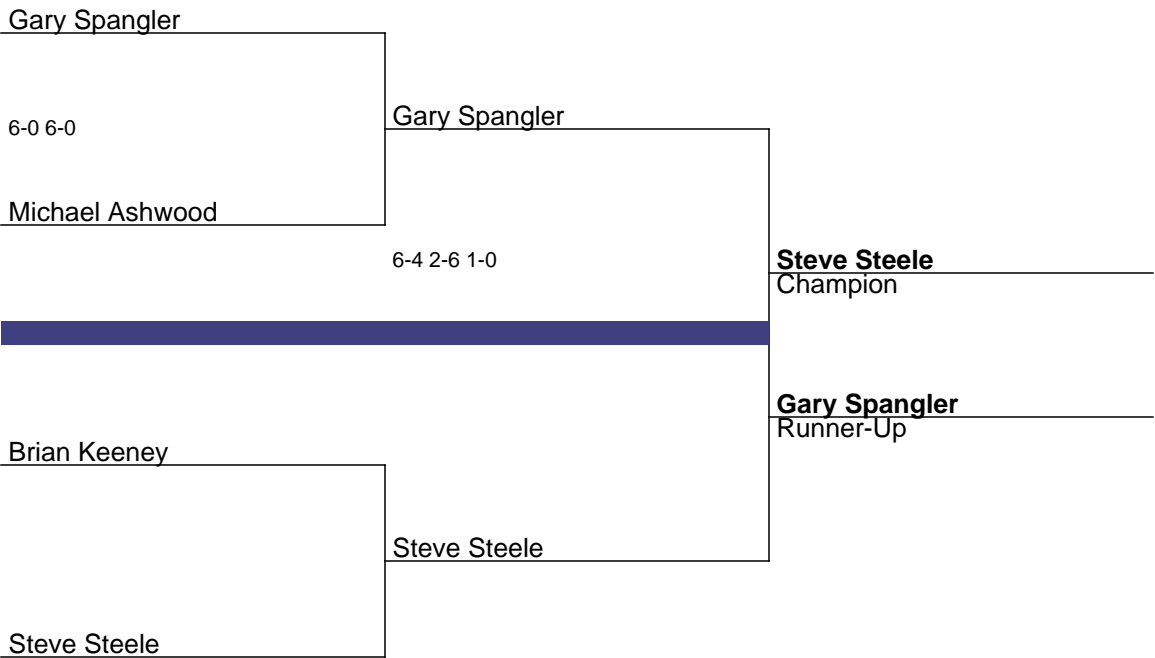 Gary Spangler
6-0 6-0
Gary Spangler
Michael Ashwood
6-4 2-6 1-0
Steve Steele
Champion
Gary Spangler
Runner-Up
Brian Keeney
Steve Steele
Steve Steele